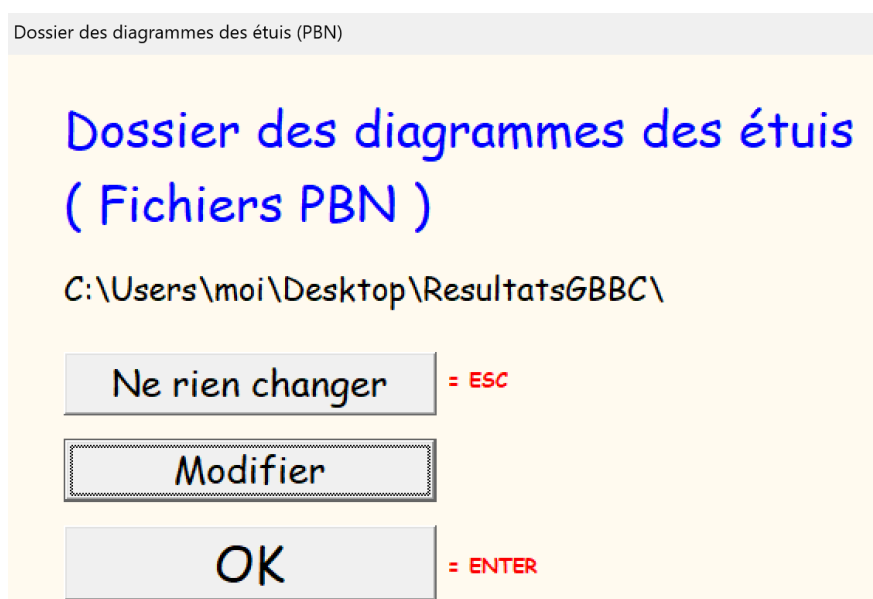 Dossier des diagrammes des étuis (PBN)
Dossier des diagrammes des étuis
( Fichiers PBN )
C:\Users\moi\Desktop\ResultatsGBBC\
Ne rien changer = ESC
Modifier
OK = ENTER